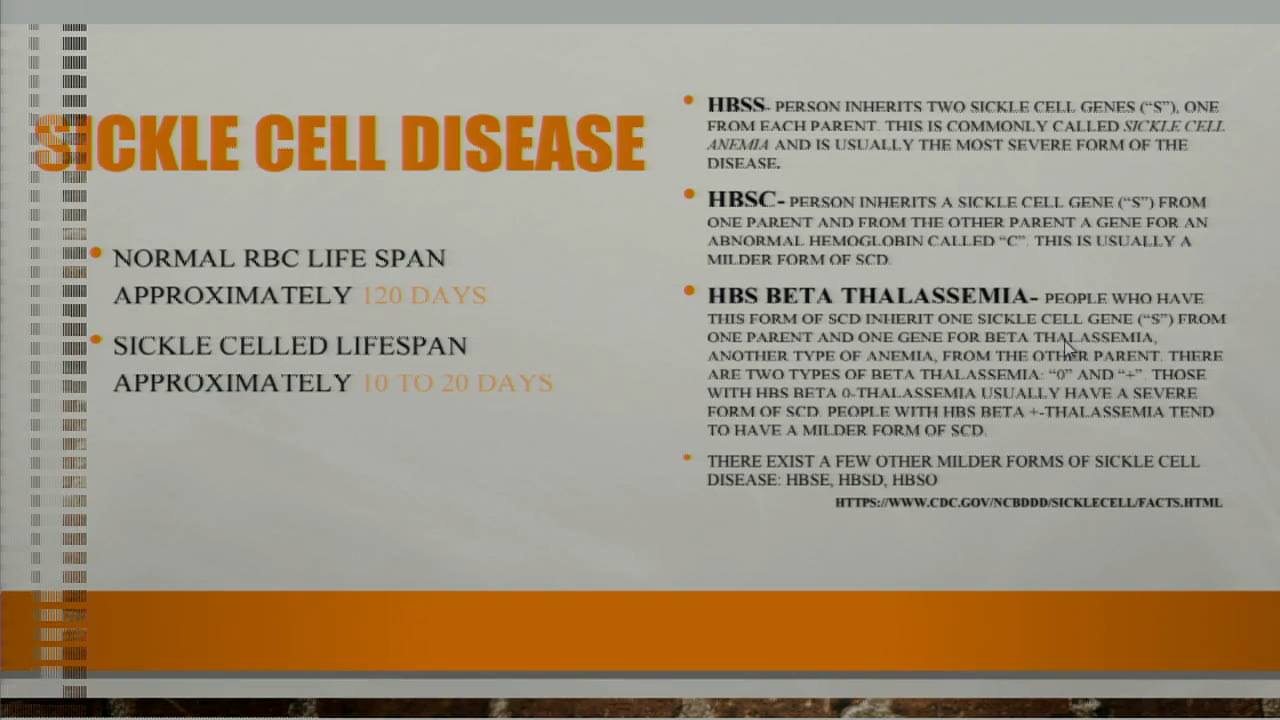 SICKLE CELL DISEASE
NORMAL RBC LIFE SPAN
APPROXIMATELY 120 DAYS
SICKLE CELLED LIFESPAN
APPROXIMATELY 10 TO 20 DAYS
HBSS- PERSON INHERITS TWO SICKLE CELL GENES (“S”), ONE
FROM EACH PARENT. THIS IS COMMONLY CALLED SICKLE CELL
ANEMIA AND IS USUALLY THE MOST SEVERE FORM OF THE
DISEASE.
HBSC- PERSON INHERITS A SICKLE CELL GENE (“S”) FROM
ONE PARENT AND FROM THE OTHER PARENT A GENE FOR AN
ABNORMAL HEMOGLOBIN CALLED “C”. THIS IS USUALLY A
MILDER FORM OF SCD.
HBS BETA THALASSEMIA- PEOPLE WHO HAVE
THIS FORM OF SCD INHERIT ONE SICKLE CELL GENE (“S”) FROM
ONE PARENT AND ONE GENE FOR BETA THALASSEMIA,
ANOTHER TYPE OF ANEMIA, FROM THE OTHER PARENT. THERE
ARE TWO TYPES OF BETA THALASSEMIA: “0” AND “+”. THOSE
WITH HBS BETA 0-THALASSEMIA USUALLY HAVE A SEVERE
FORM OF SCD. PEOPLE WITH HBS BETA +-THALASSEMIA TEND
TO HAVE A MILDER FORM OF SCD.
THERE EXIST A FEW OTHER MILDER FORMS OF SICKLE CELL
DISEASE: HBSE, HBSD, HBSO
HTTPS://WWW.CDC.GOV/NCBDDD/SICKLECELL/FACTS.HTML